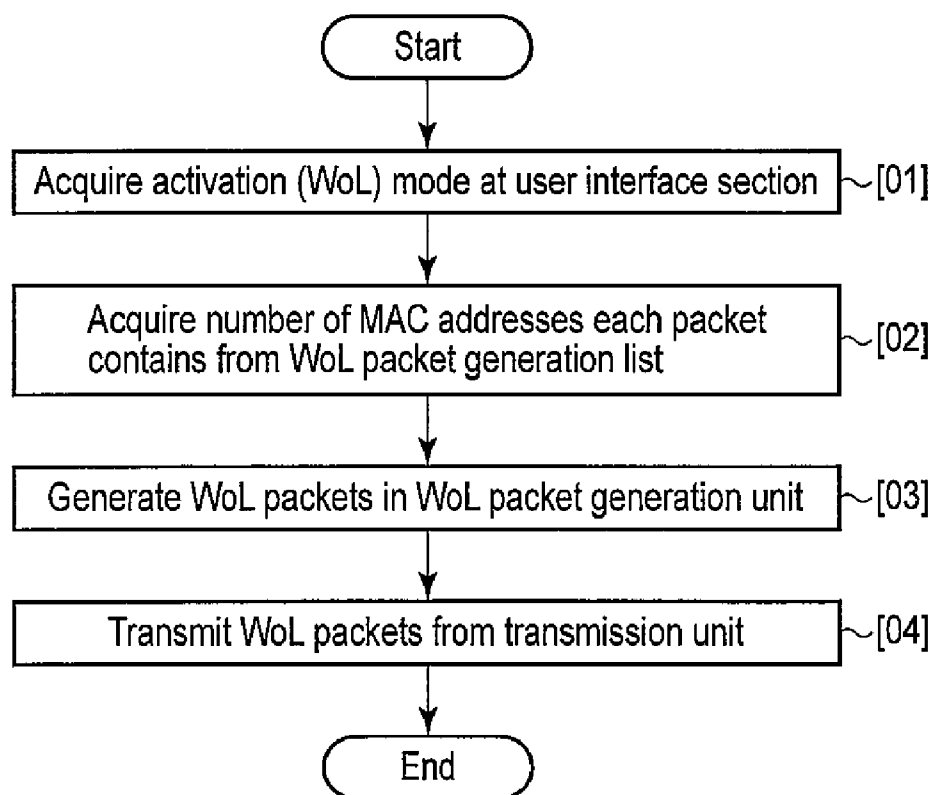 Start
Acquire activation (WoL) mode at user interface section
[01]
Acquire number of MAC addresses each packet
contains from WoL packet generation list
[02]
Generate WoL packets in WoL packet generation unit
[03]
Transmit WoL packets from transmission unit
[04]
End